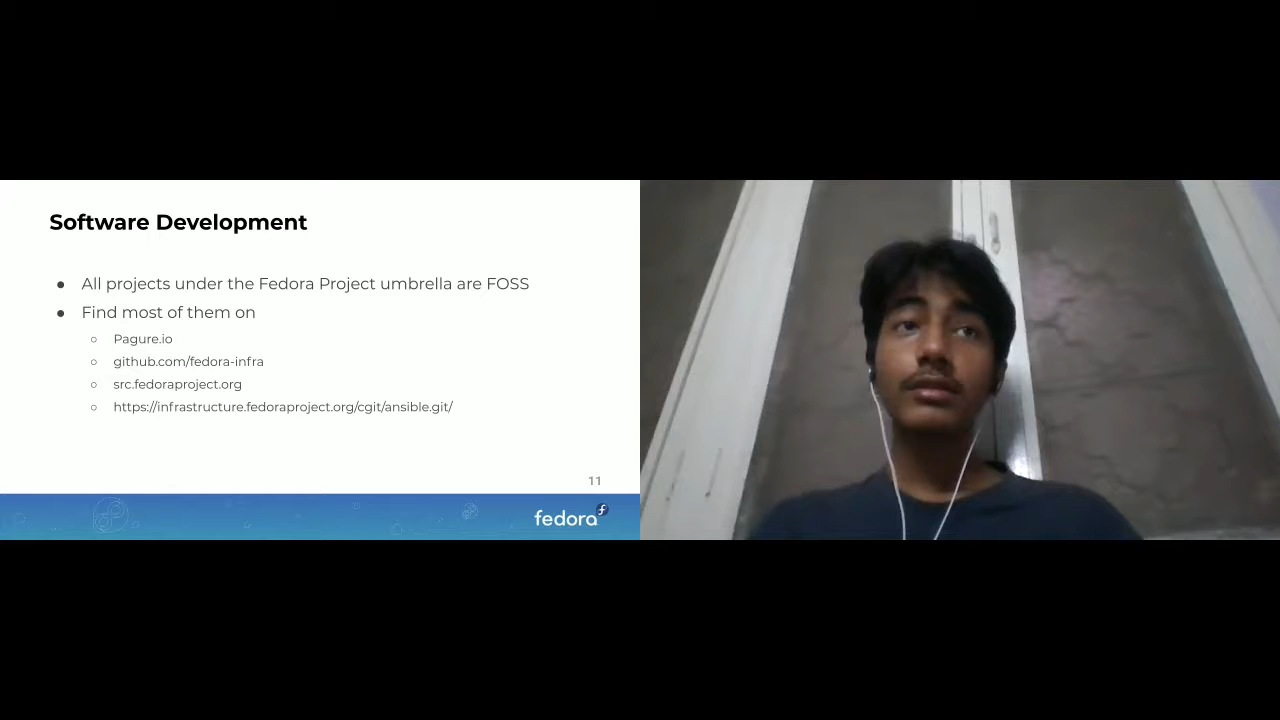 Software Development
● All projects under the Fedora Project umbrella are FOSS
● Find most of them on
○ Pagure.io
○ github.com/fedora-infra
○ src.fedoraproject.org
○ https://infrastructure.fedoraproject.org/cgit/ansible.git/
11
fedora